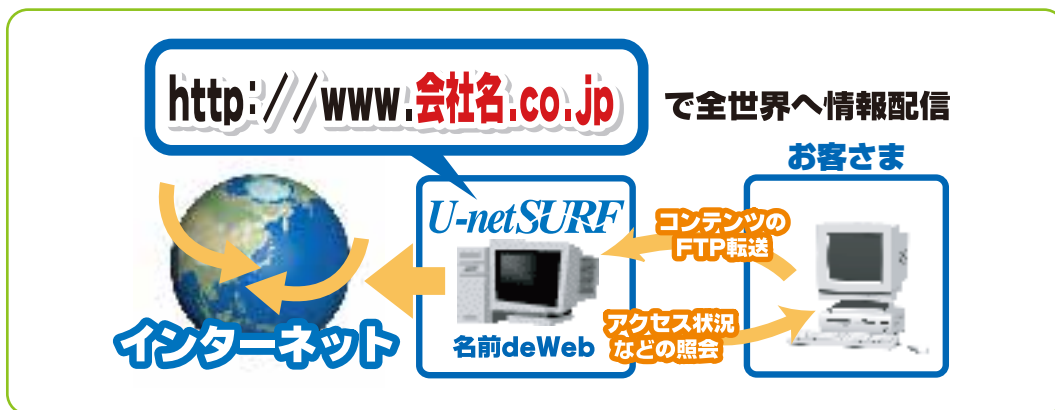 http://www.会社名.co.jp
で全世界へ情報配信
お客さま
U-netSURF
コンテンツの
FTP転送
アクセス状況
などの照会
名前deWeb
インターネット